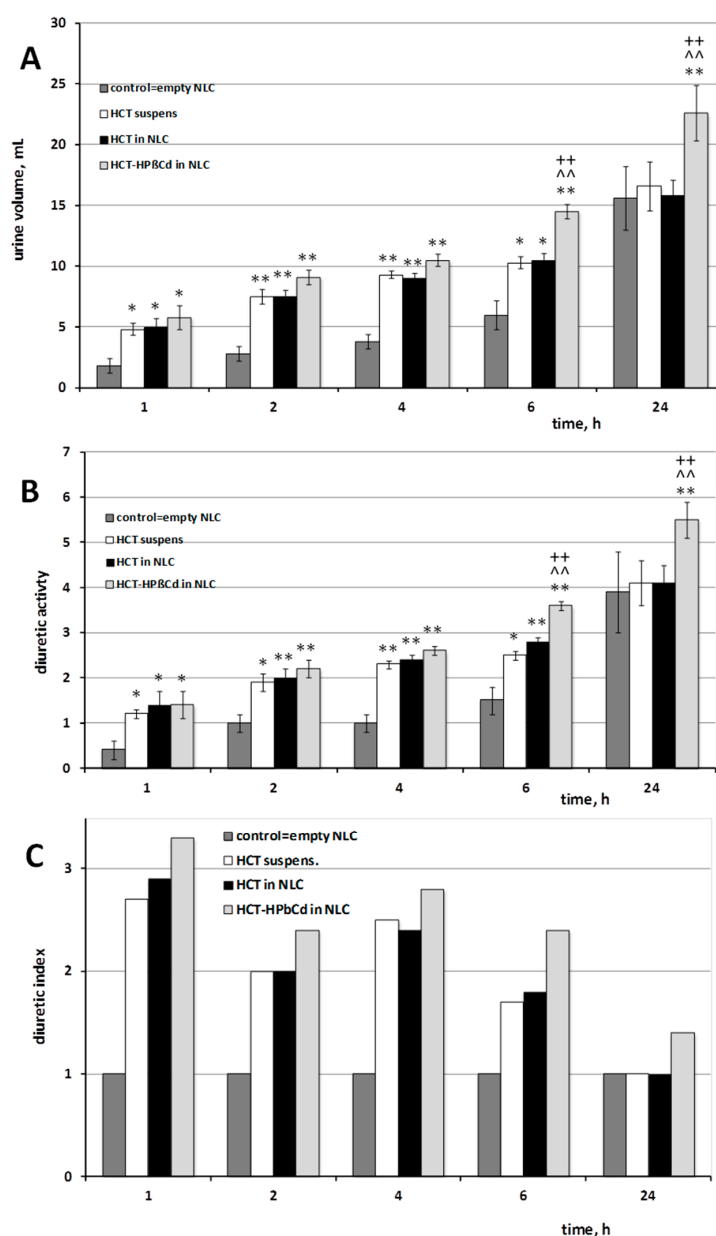 A
30
25
20
15
10
5
0
urine volume, mL
control=empty NLC
HCT suspens
HCT in NLC
HCT-HPßCd in NLC
* * *
** ** **
** ** **
* *
++
^^
**
++
^^
**
1 2 4 6 24
time, h
B
7
6
5
4
3
2
1
0
diuretic activty
control=empty NLC
HCT suspens
HCT in NLC
HCT-HPßCd in NLC
* * *
* ** **
** ** **
* **
++
^^
**
++
^^
**
1 2 4 6 24
time, h
C
3
2
1
0
diuretic index
control=empty NLC
HCT suspens.
HCT in NLC
HCT-HPbCd in NLC
1 2 4 6 24
time, h